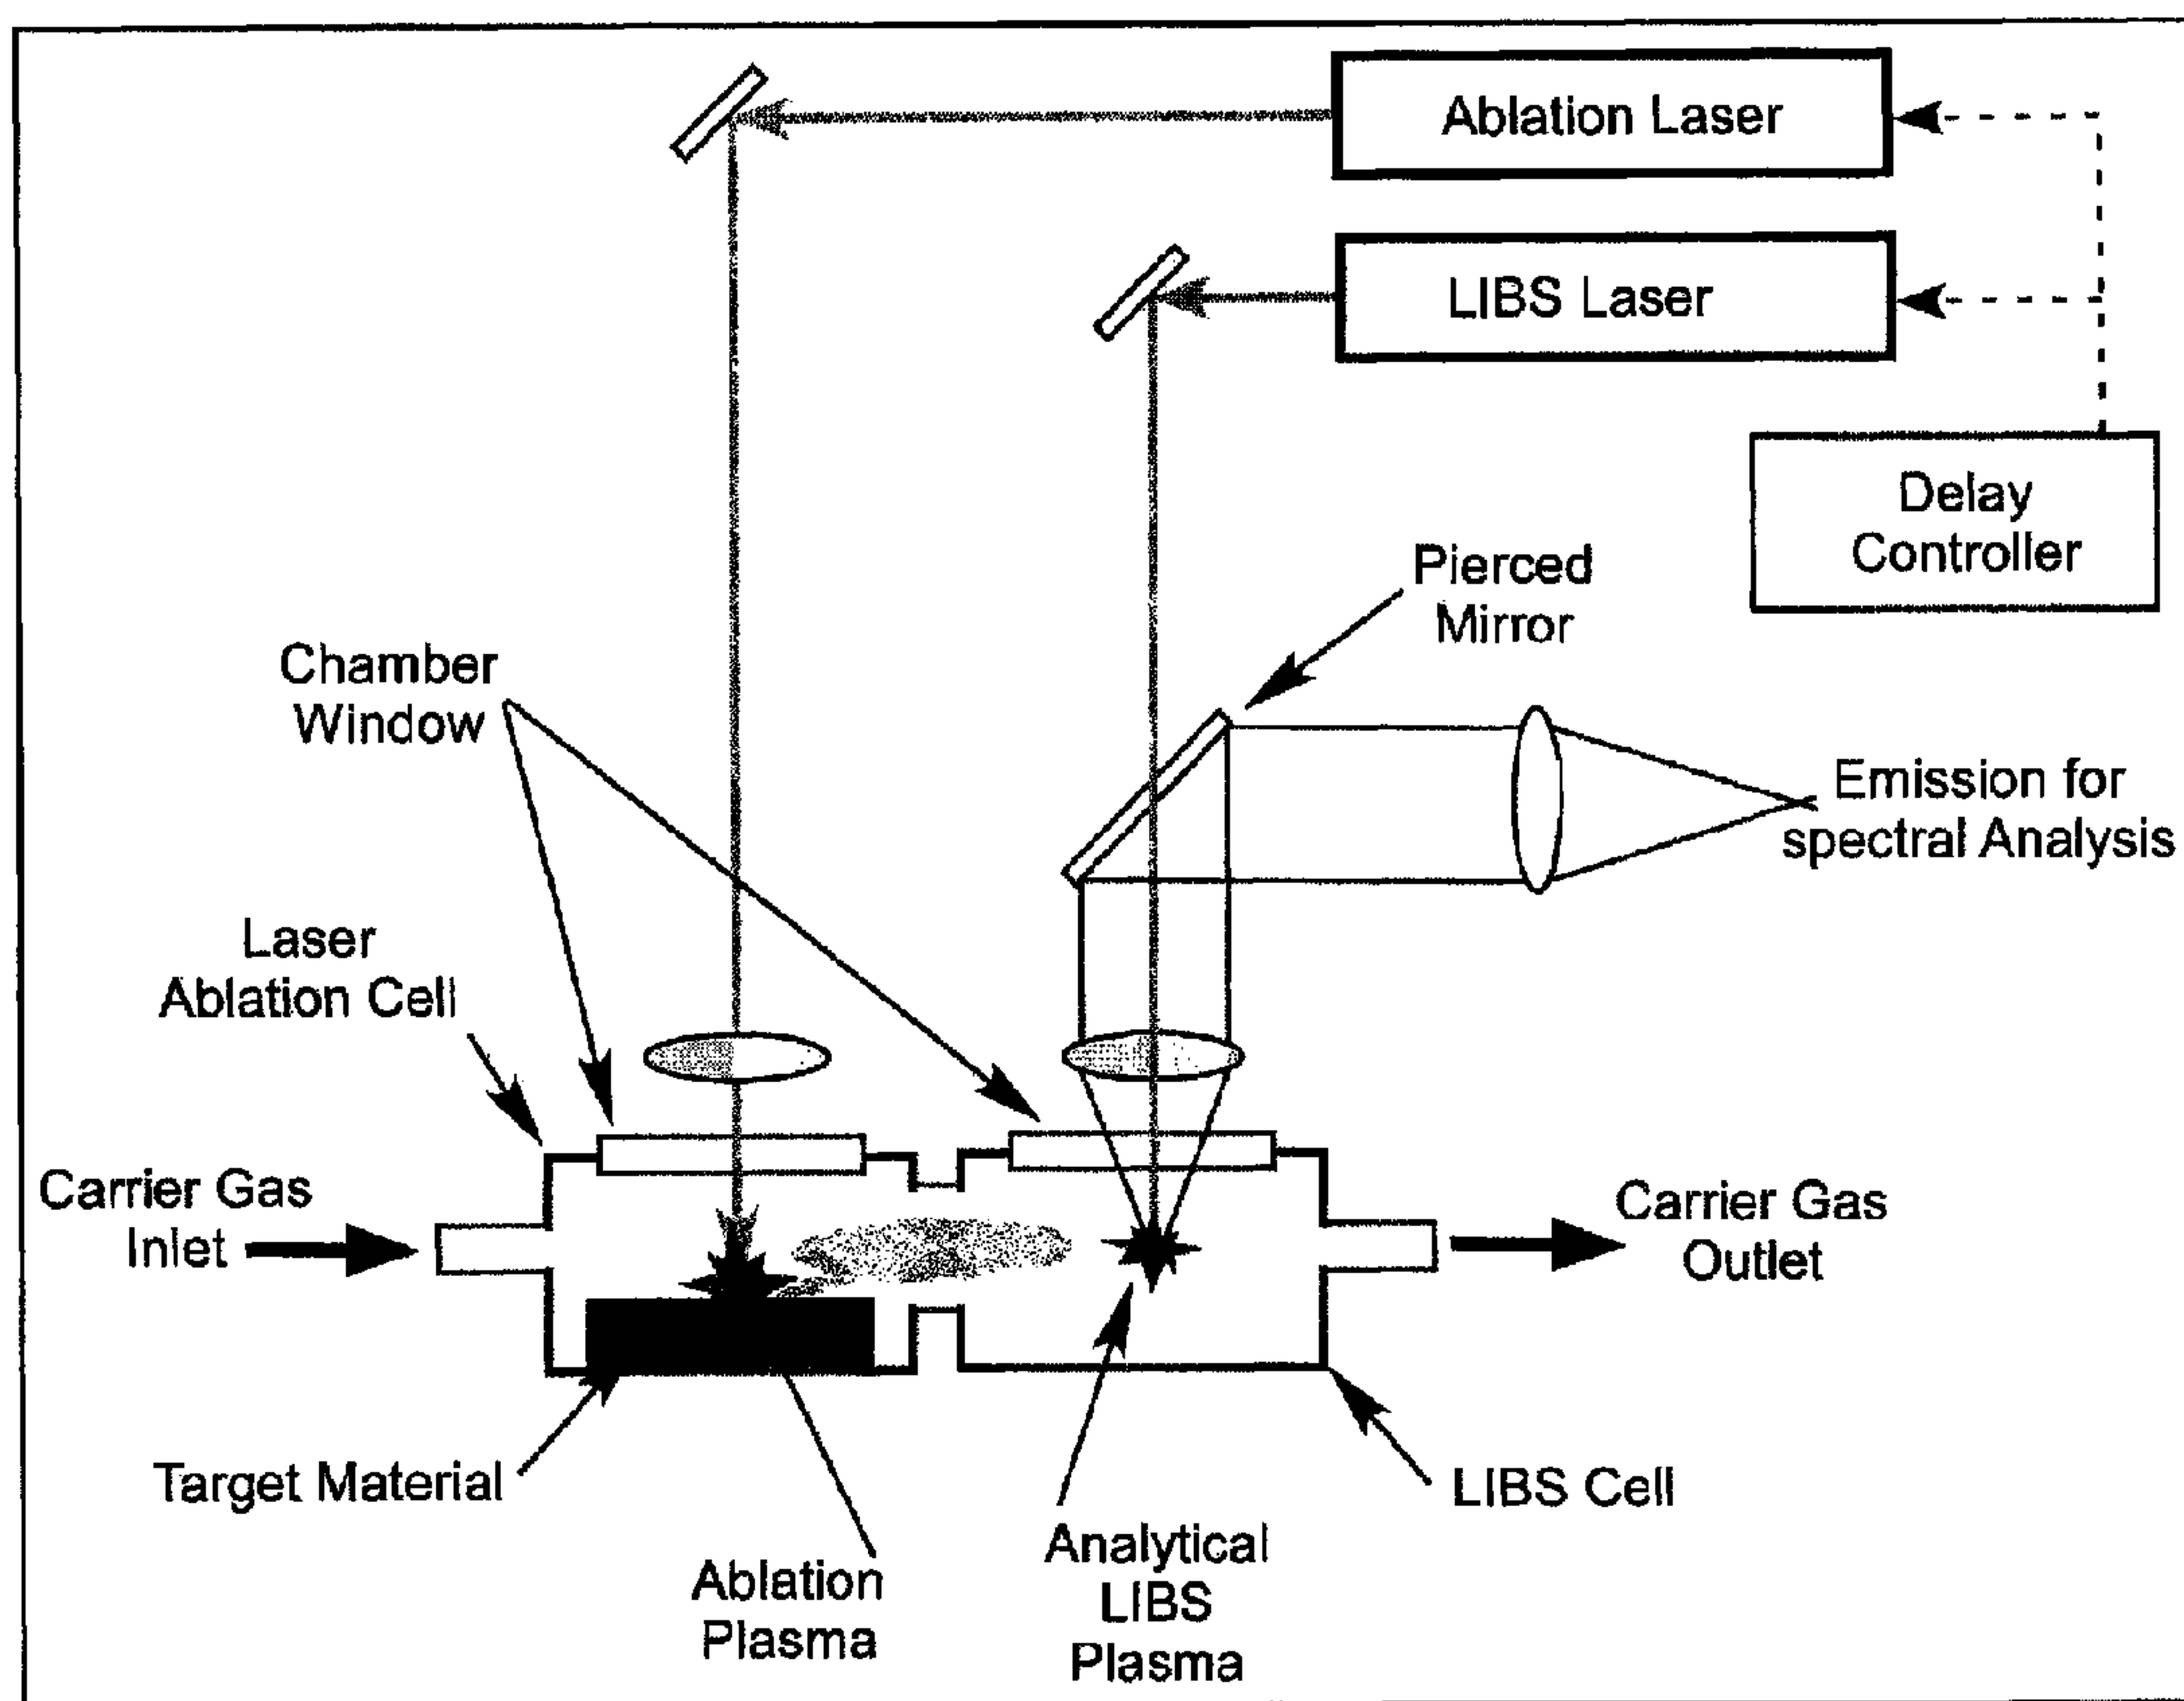 Ablation Laser
LIBS Laser
Delay
Controller
Pierced
Mirror
Chamber
Window
Emission for
spectral Analysis
Laser
Ablation Cell
Carrier Gas
Inlet
Carrier Gas
Outlet
Target Material
LIBS Cell
Ablation
Plasma
Analytical
LIBS
Plasma